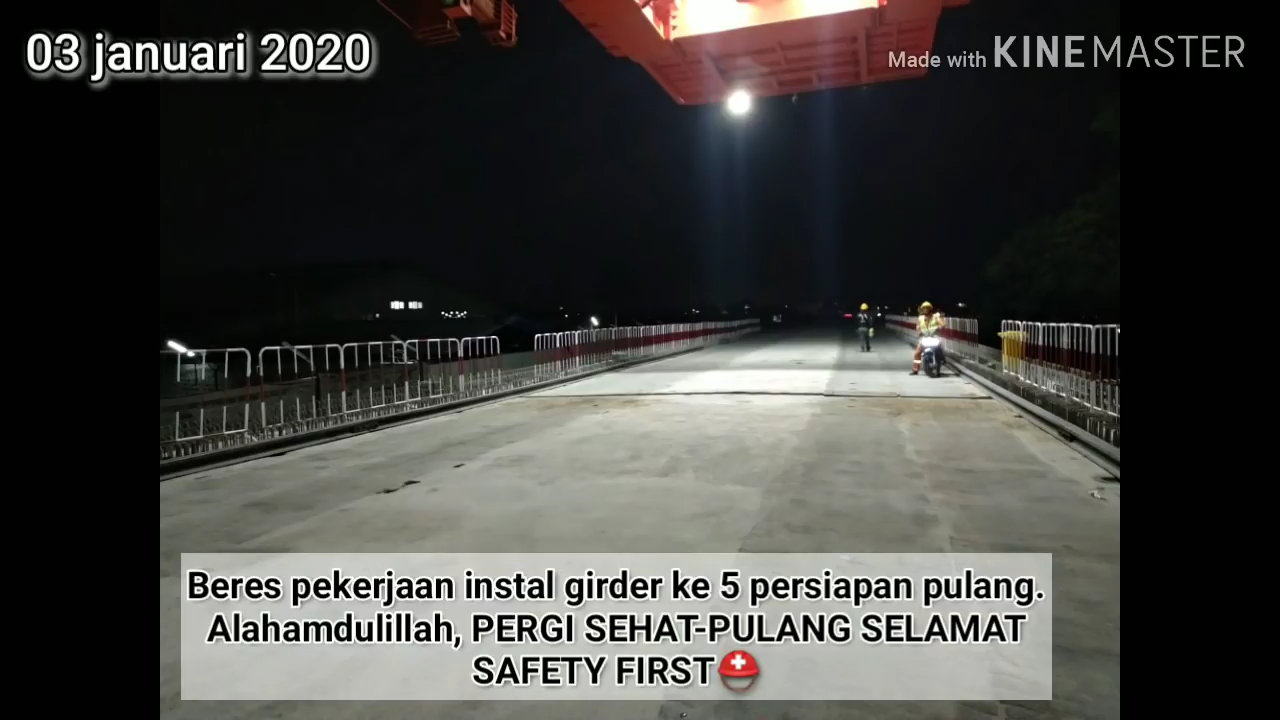 03 januari 2020
Made with KINEMASTER
Beres pekerjaan instal girder ke 5 persiapan pulang.
Alahamdulillah, PERGI SEHAT-PULANG SELAMAT
SAFETY FIRST⛑